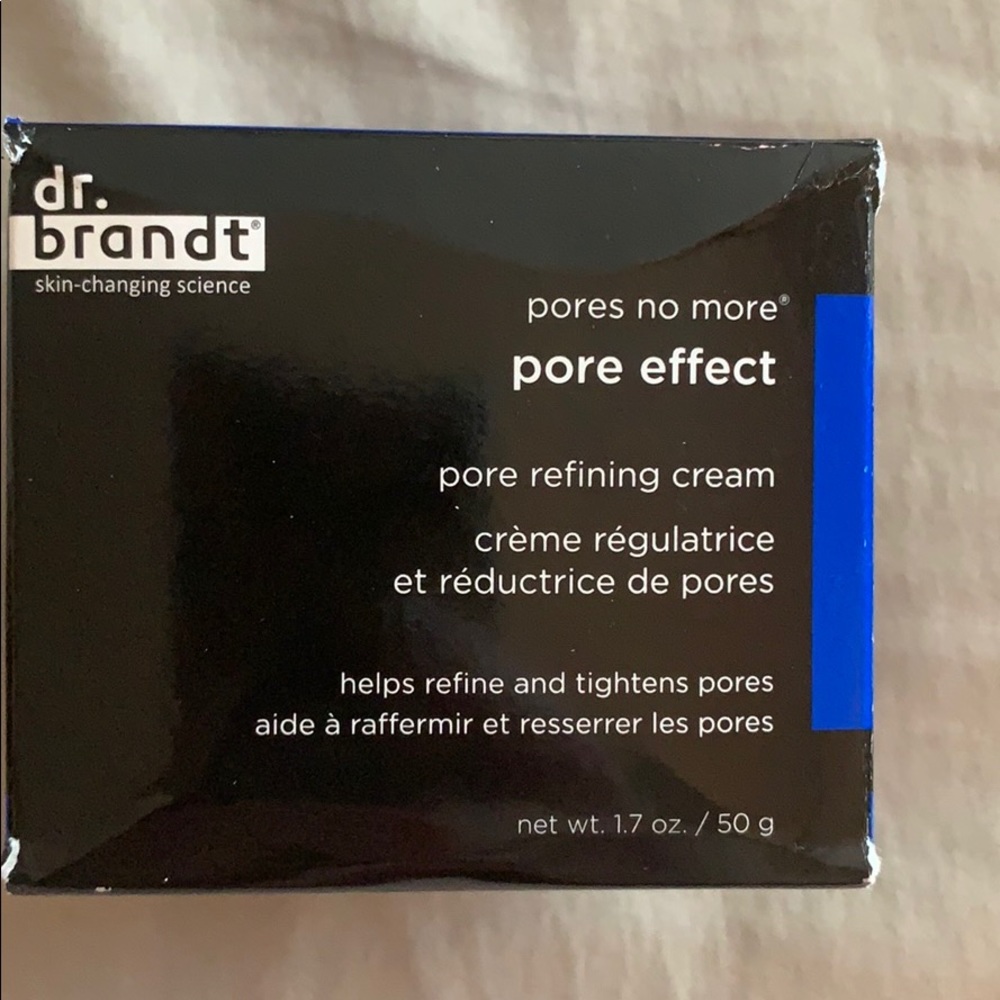 dr.
brandt®
skin-changing science
pores no more®
pore effect
pore refining cream
crème régulatrice
et réductrice de pores
helps refine and tightens pores
aide à raffermir et resserrer les pores
net wt. 1.7 oz. / 50 g